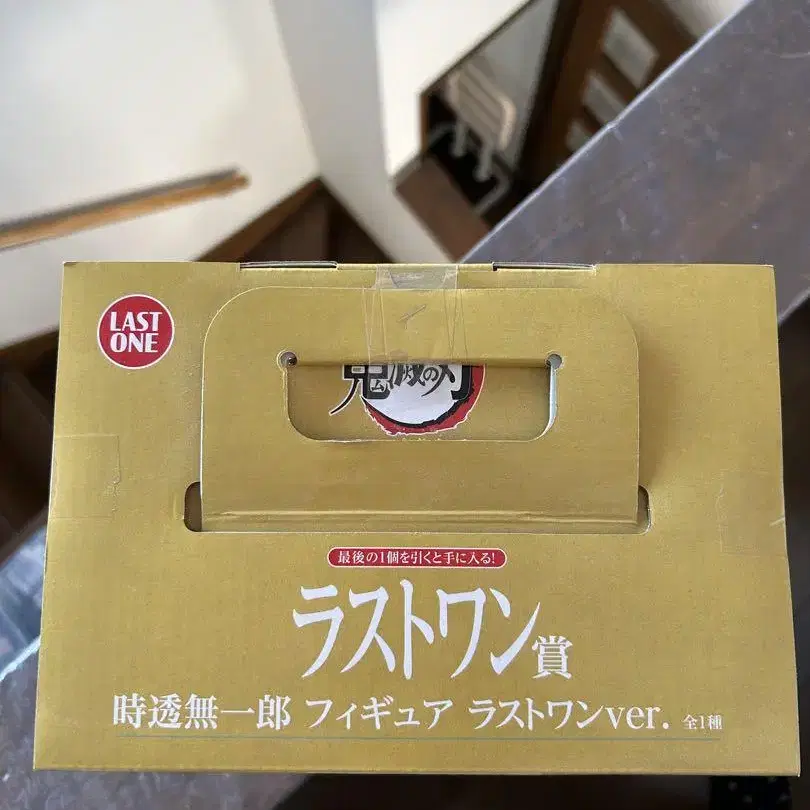 LAST
ONE
鬼滅の刃
最後の1個を引くと手に入る!
ラストワン賞
時透無一郎 フィギュア ラストワンver. 全1種